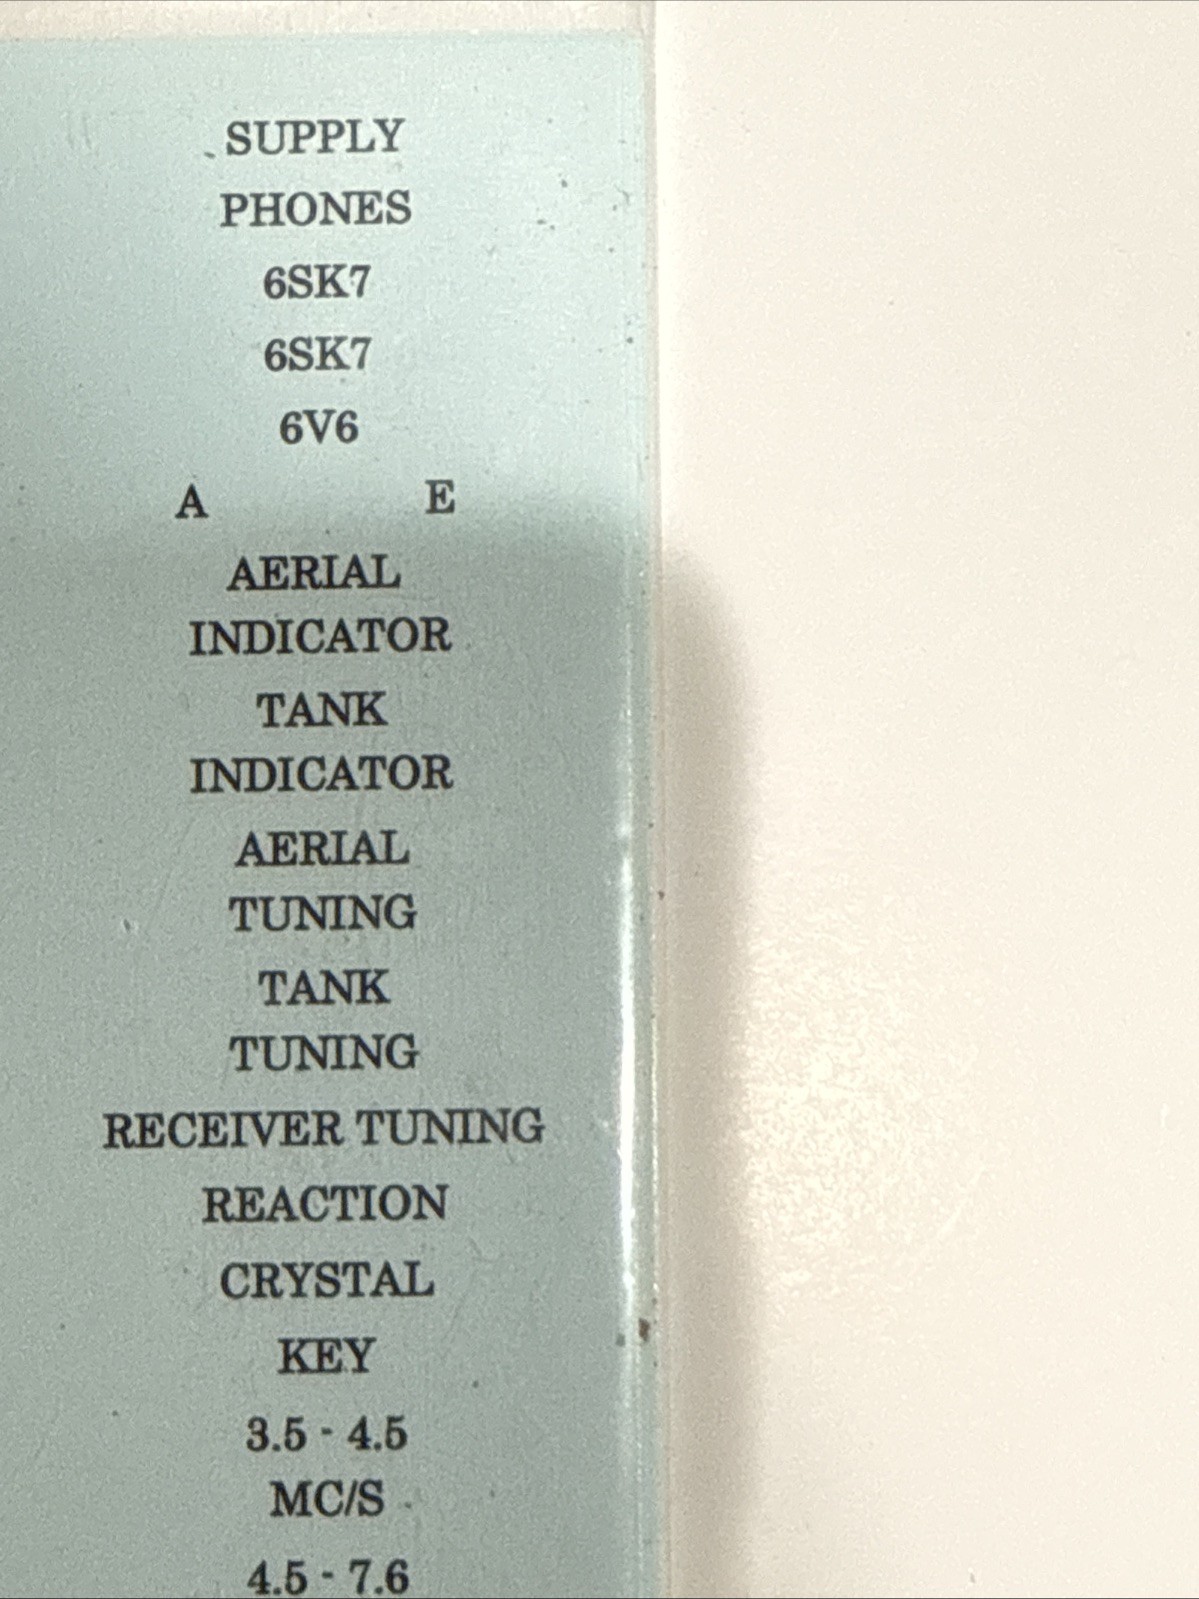 SUPPLY
PHONES
6SK7
6SK7
6V6
A E
AERIAL
INDICATOR
TANK
INDICATOR
AERIAL
TUNING
TANK
TUNING
RECEIVER TUNING
REACTION
CRYSTAL
KEY
3.5 - 4.5
MC/S
4.5 - 7.6